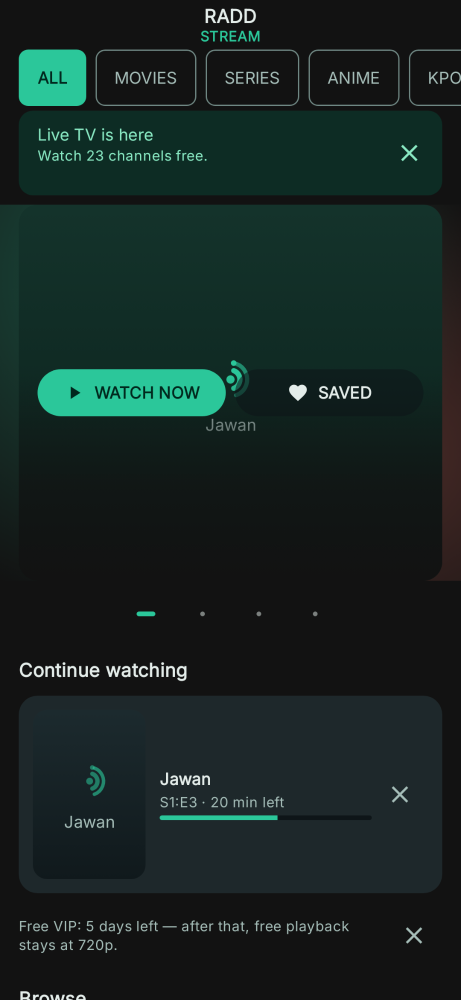 RADD
STREAM
ALL MOVIES SERIES ANIME KPO
Live TV is here
Watch 23 channels free.
WATCH NOW SAVED
Jawan
Continue watching
Jawan
Jawan
S1:E3 · 20 min left
Free VIP: 5 days left — after that, free playback
stays at 720p.
Browse